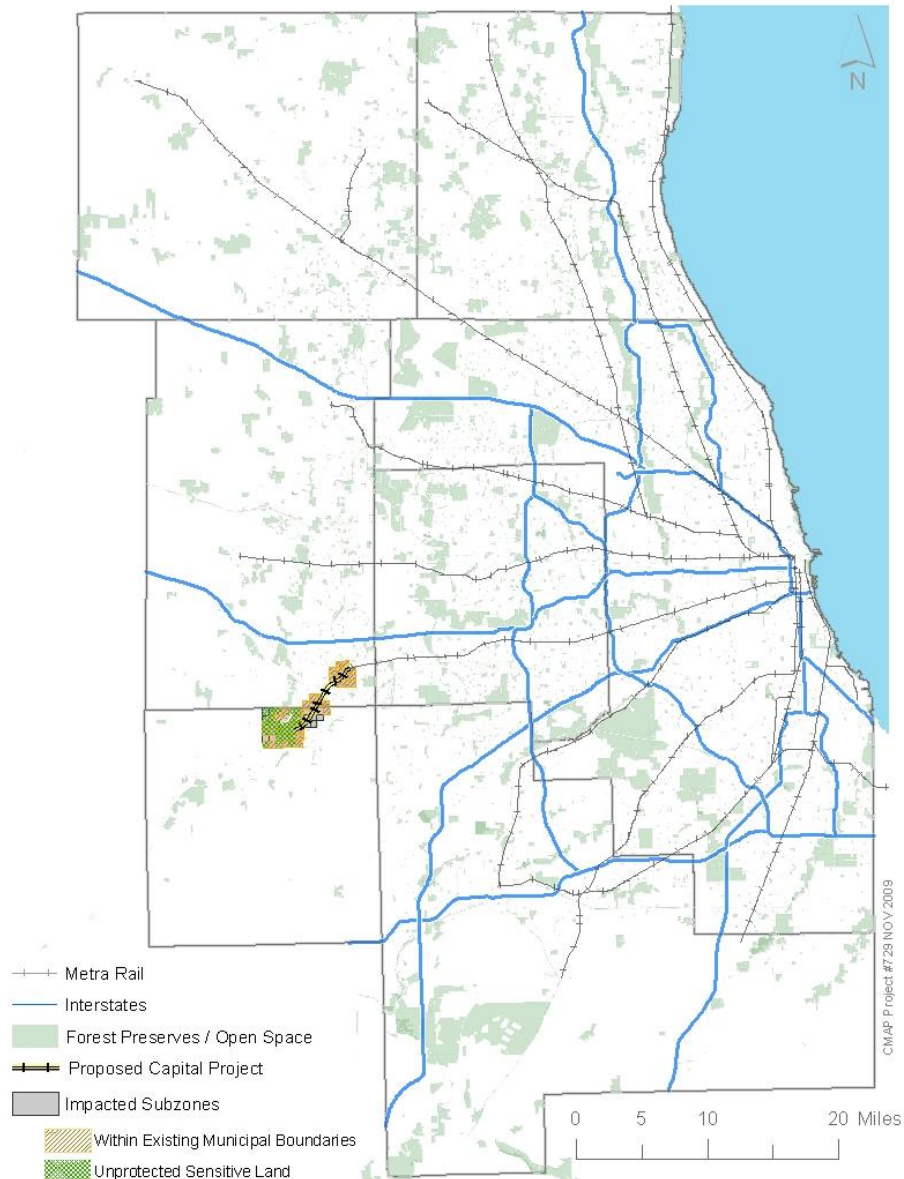 N
CMAP Project #729 NOV 2009
Metra Rail
Interstates
Forest Preserves / Open Space
Proposed Capital Project
Impacted Subzones
Within Existing Municipal Boundaries
Unprotected Sensitive Land
0 5 10 20 Miles